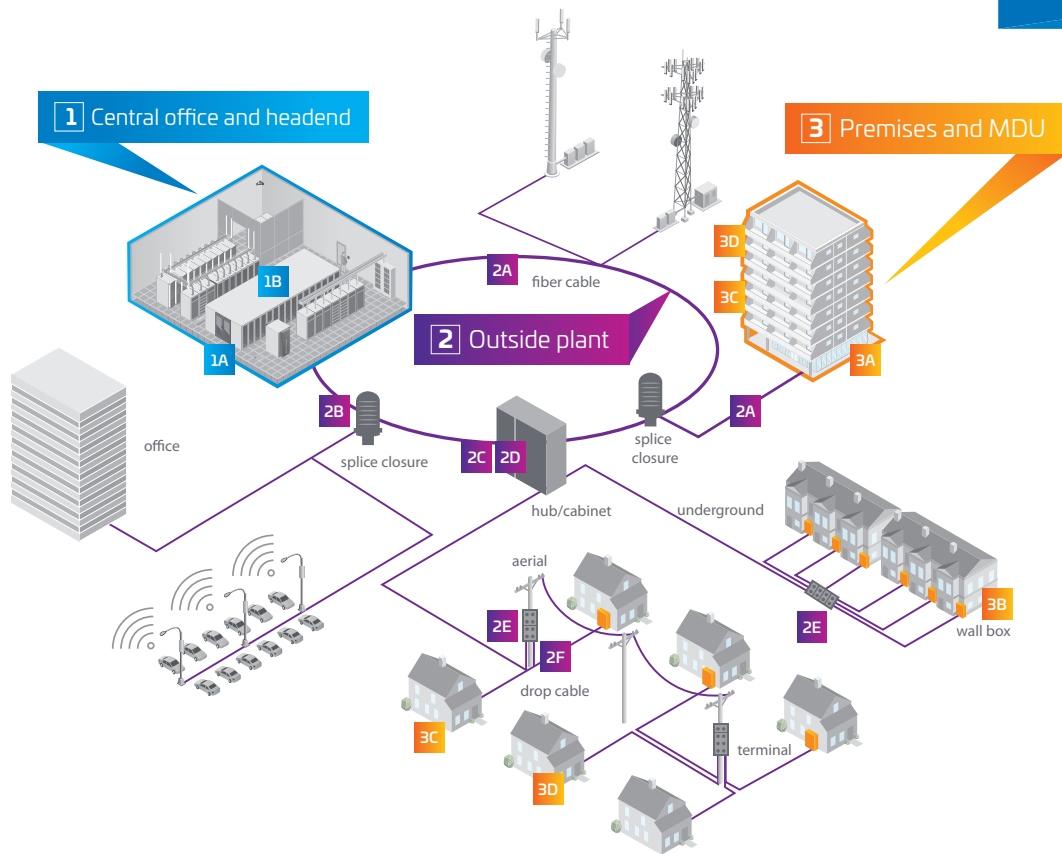 1 Central office and headend
3 Premises and MDU
3D
2A
fiber cable
1B
3C
2 Outside plant
1A
3A
2B
2A
splice closure
office
splice
closure
2C 2D
hub/cabinet
underground
aerial
2E
2F
drop cable
2E
3B
wall box
3C
terminal
3D